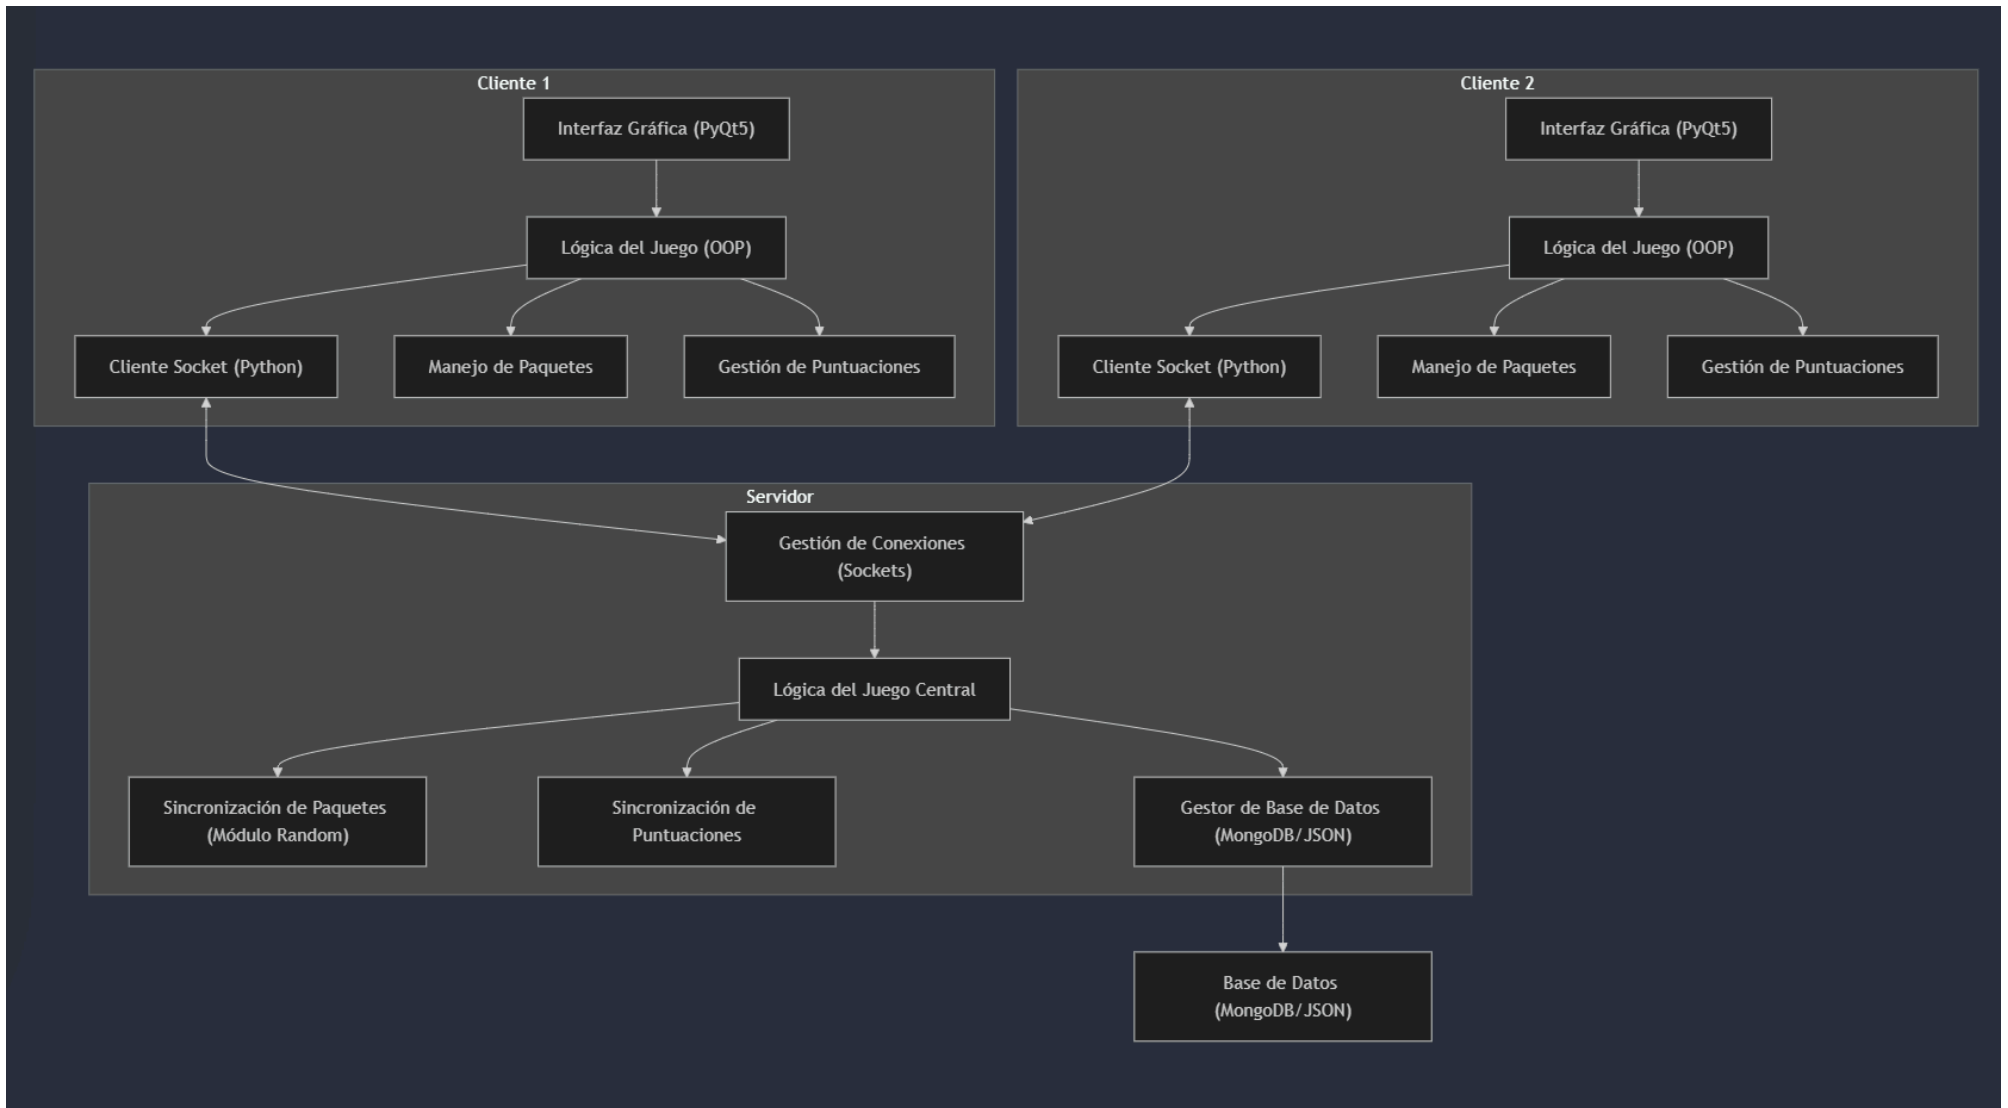 Cliente 1
Interfaz Gráfica (PyQt5)
Lógica del Juego (OOP)
Cliente Socket (Python)
Manejo de Paquetes
Gestión de Puntuaciones
Cliente 2
Interfaz Gráfica (PyQt5)
Lógica del Juego (OOP)
Cliente Socket (Python)
Manejo de Paquetes
Gestión de Puntuaciones
Servidor
Gestión de Conexiones
(Sockets)
Lógica del Juego Central
Sincronización de Paquetes
(Módulo Random)
Sincronización de
Puntuaciones
Gestor de Base de Datos
(MongoDB/JSON)
Base de Datos
(MongoDB/JSON)